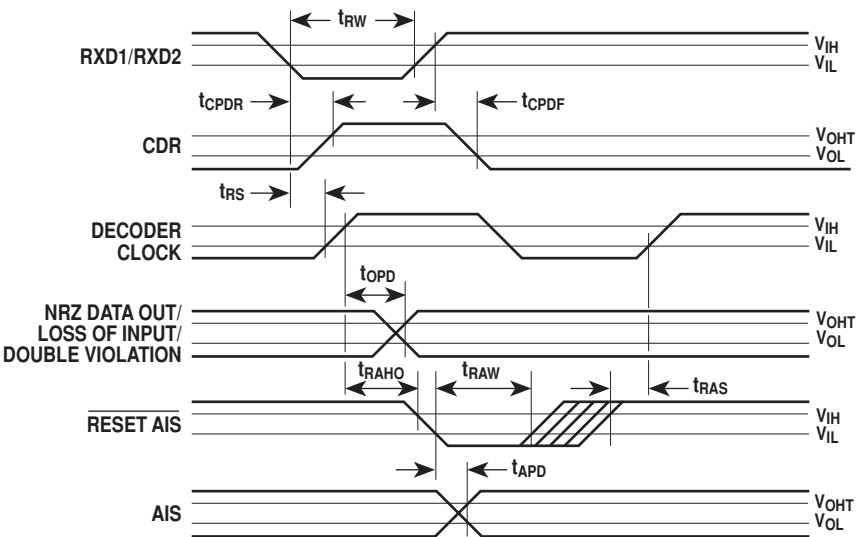 tRW
RXD1/RXD2
VIH
VIL
tCPDR
tCPDF
CDR
VOHT
VOL
tRS
DECODER
CLOCK
VIH
VIL
tOPD
NRZ DATA OUT/
LOSS OF INPUT/
DOUBLE VIOLATION
VOHT
VOL
tRAHO
tRAW
tRAS
RESET AIS
VIH
VIL
tAPD
AIS
VOHT
VOL